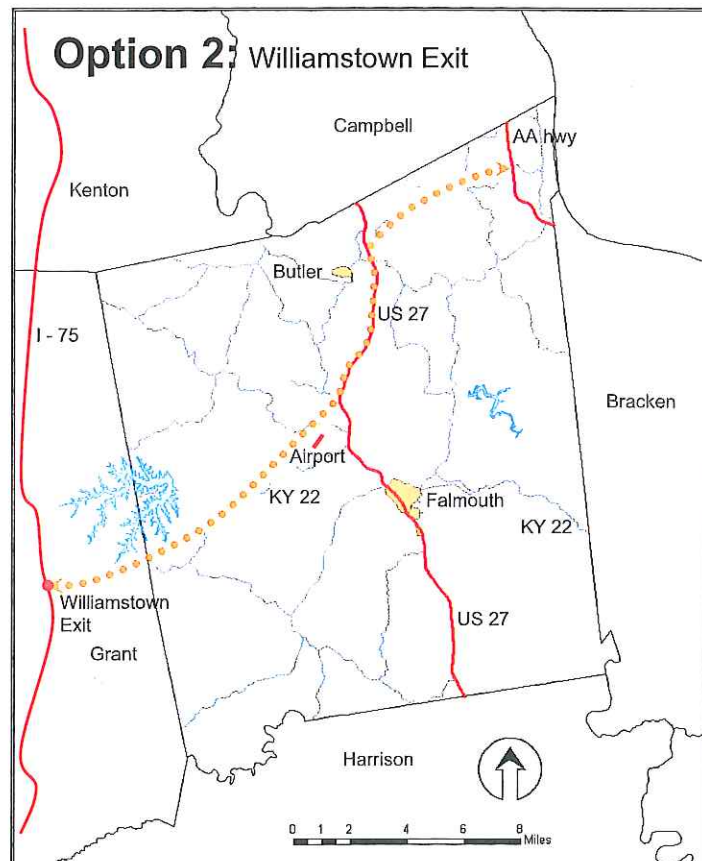 Option 2: Williamstown Exit
Campbell
AA hwy
Kenton
Butler
US 27
I - 75
Bracken
Airport
KY 22
Falmouth
KY 22
Williamstown
Exit
US 27
Grant
Harrison
0 1 2 4 6 8
Miles